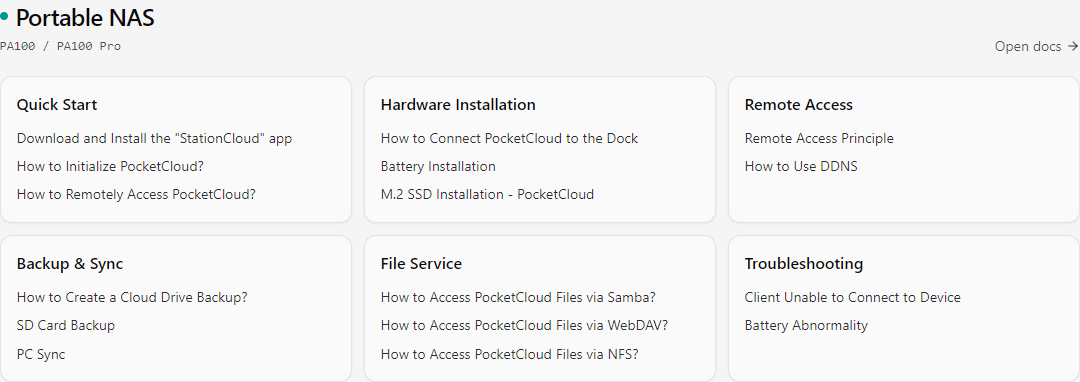 Portable NAS
PA100 / PA100 Pro
Open docs →
Quick Start
Download and Install the "StationCloud" app
How to Initialize PocketCloud?
How to Remotely Access PocketCloud?
Hardware Installation
How to Connect PocketCloud to the Dock
Battery Installation
M.2 SSD Installation - PocketCloud
Remote Access
Remote Access Principle
How to Use DDNS
Backup & Sync
How to Create a Cloud Drive Backup?
SD Card Backup
PC Sync
File Service
How to Access PocketCloud Files via Samba?
How to Access PocketCloud Files via WebDAV?
How to Access PocketCloud Files via NFS?
Troubleshooting
Client Unable to Connect to Device
Battery Abnormality